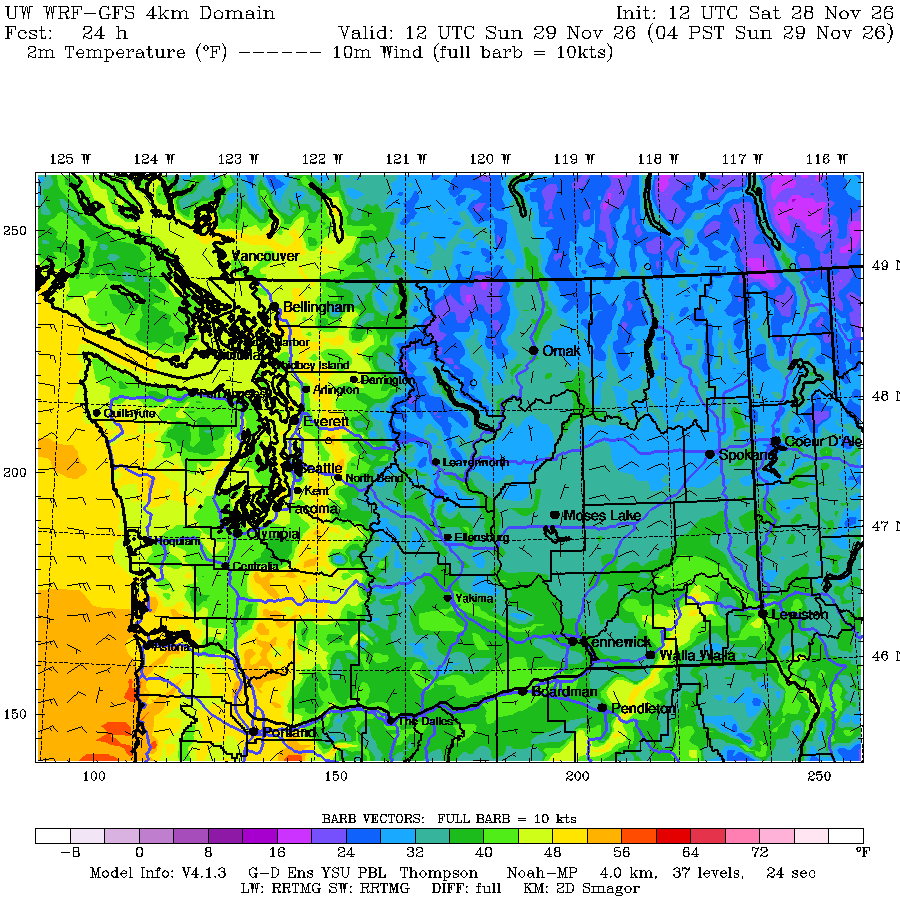 UW WRF-GFS 4km Domain Init: 12 UTC Sat 28 Nov 26
Fcst: 24 h Valid: 12 UTC Sun 29 Nov 26 (04 PST Sun 29 Nov 26)
2m Temperature (°F) ------ 10m Wind (full barb = 10kts)
125 W 124 W 123 W 122 W 121 W 120 W 119 W 118 W 117 W 116 W
250
Vancouver
49 N
Bellingham
Harbor
Omak
Whidbey Island
Darrington
Arlington
Port Angeles
48 N
Quillayute
Everett
Coeur D'Ale
Spokane
Leavenworth
200
Seattle
North Bend
Kent
Tacoma
Moses Lake
47 N
Olympia
Hoquiam
Ellensburg
Centralia
Yakima
Lewiston
Kennewick
Astoria
Walla Walla
46 N
Boardman
Pendleton
150
The Dalles
Portland
100 150 200 250
BARB VECTORS: FULL BARB = 10 kts
-8 0 8 16 24 32 40 48 56 64 72 °F
Model Info: V4.1.3 G-D Ens YSU PBL Thompson Noah-MP 4.0 km, 37 levels, 24 sec
LW: RRTMG SW: RRTMG DIFF: full KM: 2D Smagor